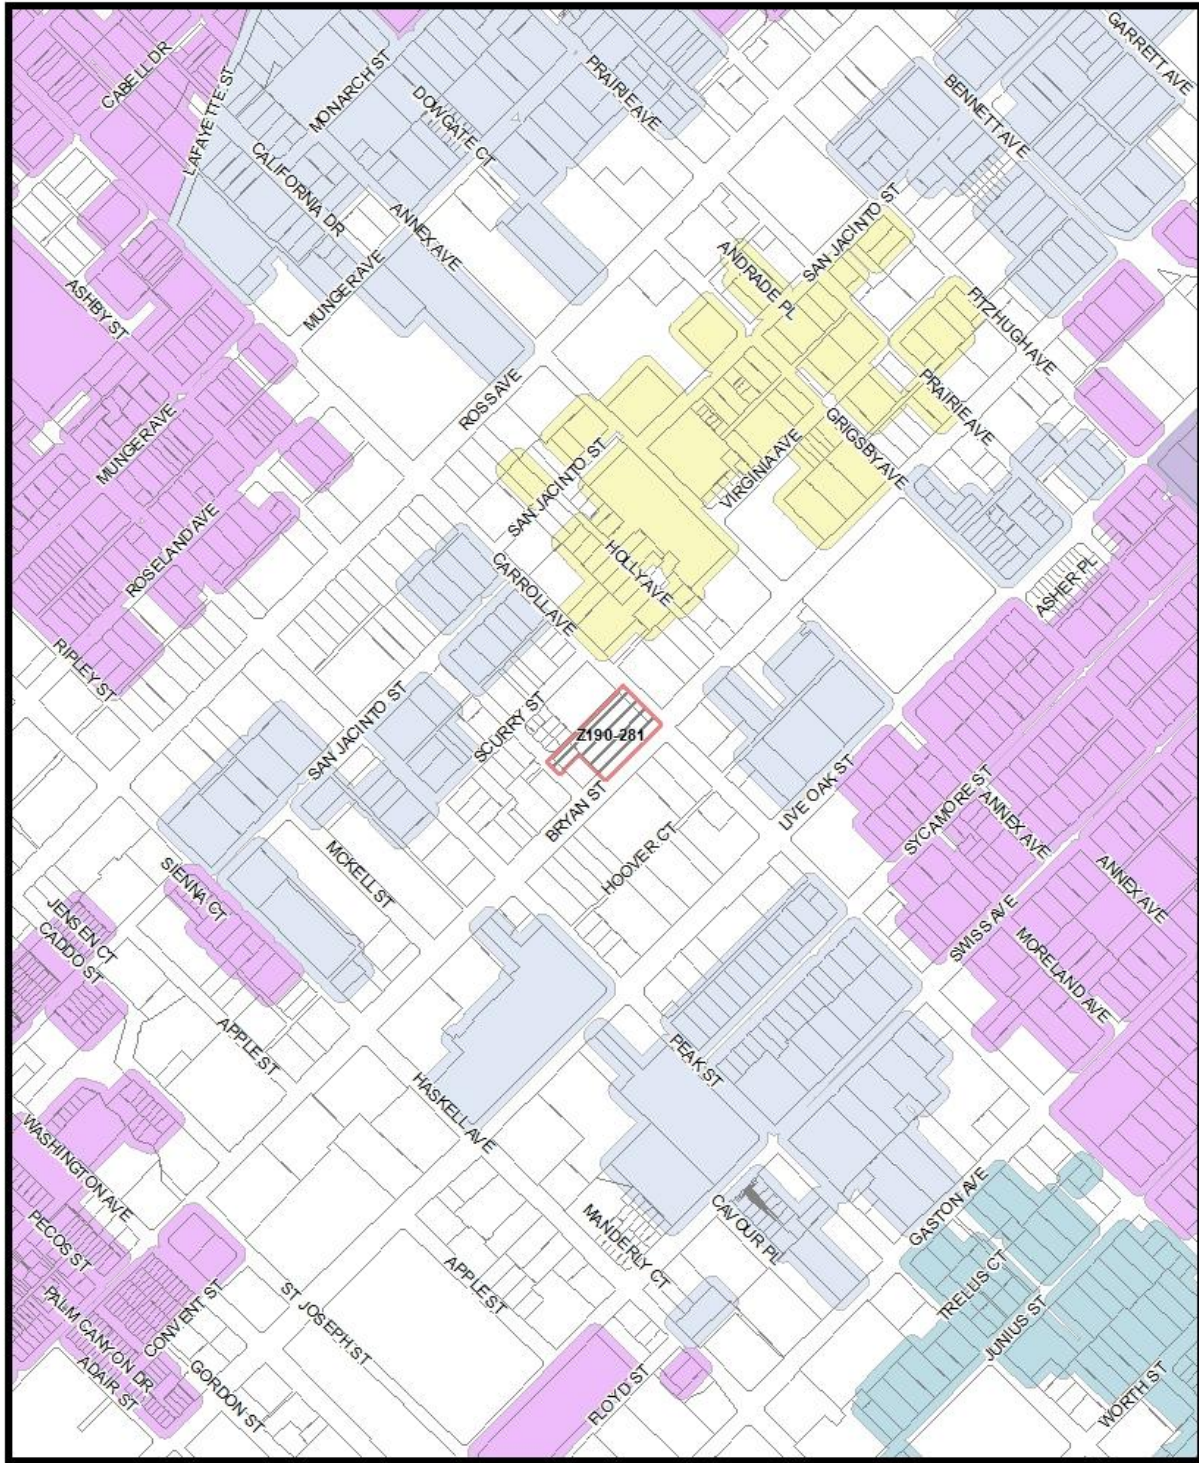 GARRETT AVE
CABELL DR
LAFAYETTE ST
MONARCH ST
PRAIRIE AVE
BENNETT AVE
DOWGATE CT
CALIFORNIA DR
ANNEX AVE
SAN JACINTO ST
ANDRADE PL
MUNGER AVE
ASHBY ST
FITZHUGH AVE
ROSS AVE
PRAIRIE AVE
MUNGER AVE
GRIGSBY AVE
VIRGINIA AVE
SAN JACINTO ST
ROSELAND AVE
HOLLY AVE
CARROLL AVE
ASHER PL
RIPLEY ST
SAN JACINTO ST
SCURRY ST
Z190-281
LIVE OAK ST
BRYAN ST
SYCAMORE ST
ANNEX AVE
HOOVER CT
MCKELL ST
SIENNA CT
ANNEX AVE
SWISS AVE
JENSEN CT
CADDO ST
MORELAND AVE
APPLE ST
PEAK ST
HASKELL AVE
WASHINGTON AVE
GASTON AVE
CAVOUR PL
MANDERLY CT
PECOS ST
APPLE ST
TRELLIS CT
PALM CANYON DR
CONVENT ST
ST JOSEPH ST
JUNIUS ST
ADAIR ST
GORDON ST
FLOYD ST
WORTH ST